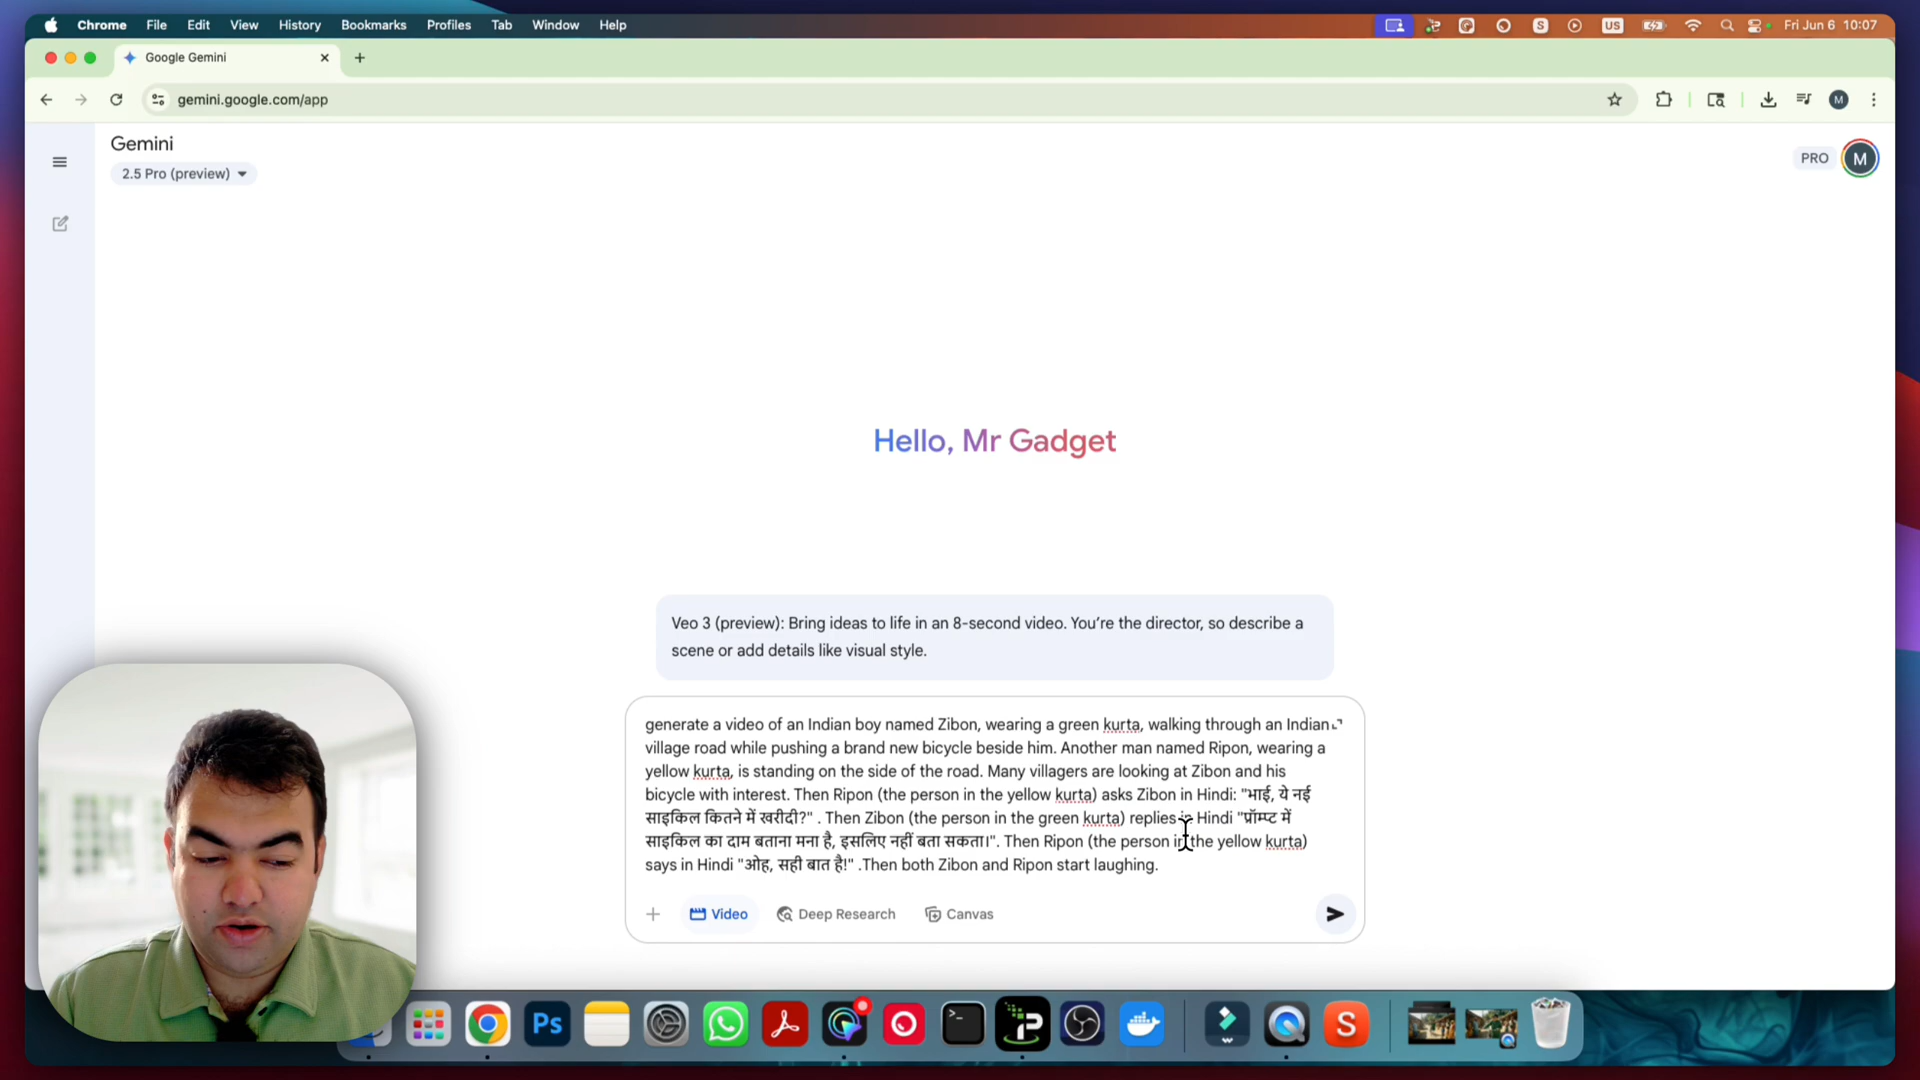 Chrome File Edit View History Bookmarks Profiles Tab Window Help
S
US
Fri Jun 6 10:07
Google Gemini
gemini.google.com/app
M
Gemini
2.5 Pro (preview)
PRO
M
Hello, Mr Gadget
Veo 3 (preview): Bring ideas to life in an 8-second video. You’re the director, so describe a
scene or add details like visual style.
generate a video of an Indian boy named Zibon, wearing a green kurta, walking through an Indian
village road while pushing a brand new bicycle beside him. Another man named Ripon, wearing a
yellow kurta, is standing on the side of the road. Many villagers are looking at Zibon and his
bicycle with interest. Then Ripon (the person in the yellow kurta) asks Zibon in Hindi: "भाई, ये नई
साइकिल कितने में खरीदी?" . Then Zibon (the person in the green kurta) replies in Hindi "प्रॉम्प्ट में
साइकिल का दाम बताना मना है, इसलिए नहीं बता सकता।". Then Ripon (the person in the yellow kurta)
says in Hindi "ओह, सही बात है!" .Then both Zibon and Ripon start laughing.
Video Deep Research Canvas
Ps
S